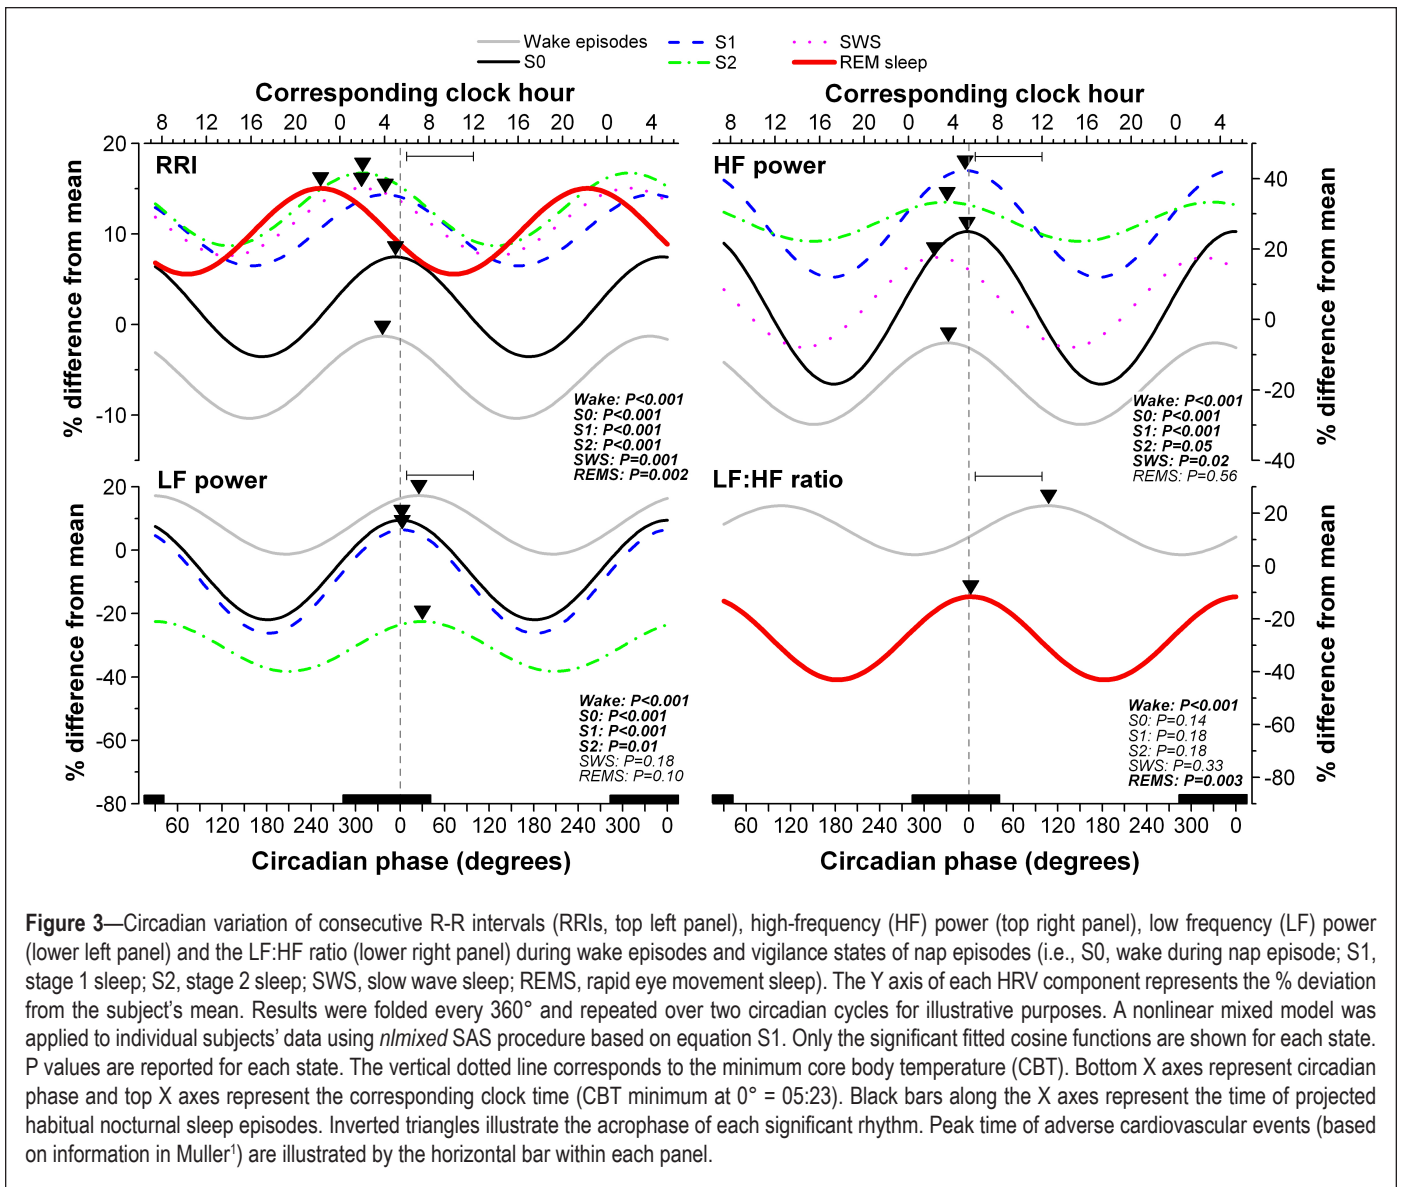 Wake episodes
S1
SWS
S0
S2
REM sleep
Corresponding clock hour
8 12 16 20 0 4 8 12 16 20 0 4
20
10
0
-10
% difference from mean
RRI
Wake: P<0.001
S0: P<0.001
S1: P<0.001
S2: P<0.001
SWS: P=0.001
REMS: P=0.002
Corresponding clock hour
8 12 16 20 0 4 8 12 16 20 0 4
HF power
40
20
0
-20
-40
% difference from mean
Wake: P<0.001
S0: P<0.001
S1: P<0.001
S2: P=0.05
SWS: P=0.02
REMS: P=0.56
LF power
20
0
-20
-40
-60
-80
% difference from mean
Wake: P<0.001
S0: P<0.001
S1: P<0.001
S2: P=0.01
SWS: P=0.18
REMS: P=0.10
60 120 180 240 300 0 60 120 180 240 300 0
Circadian phase (degrees)
LF:HF ratio
20
0
-20
-40
-60
-80
% difference from mean
Wake: P<0.001
S0: P=0.14
S1: P=0.18
S2: P=0.18
SWS: P=0.33
REMS: P=0.003
60 120 180 240 300 0 60 120 180 240 300 0
Circadian phase (degrees)
Figure 3—Circadian variation of consecutive R-R intervals (RRIs, top left panel), high-frequency (HF) power (top right panel), low frequency (LF) power
(lower left panel) and the LF:HF ratio (lower right panel) during wake episodes and vigilance states of nap episodes (i.e., S0, wake during nap episode; S1,
stage 1 sleep; S2, stage 2 sleep; SWS, slow wave sleep; REMS, rapid eye movement sleep). The Y axis of each HRV component represents the % deviation
from the subject's mean. Results were folded every 360° and repeated over two circadian cycles for illustrative purposes. A nonlinear mixed model was
applied to individual subjects' data using nlmixed SAS procedure based on equation S1. Only the significant fitted cosine functions are shown for each state.
P values are reported for each state. The vertical dotted line corresponds to the minimum core body temperature (CBT). Bottom X axes represent circadian
phase and top X axes represent the corresponding clock time (CBT minimum at 0° = 05:23). Black bars along the X axes represent the time of projected
habitual nocturnal sleep episodes. Inverted triangles illustrate the acrophase of each significant rhythm. Peak time of adverse cardiovascular events (based
on information in Muller¹) are illustrated by the horizontal bar within each panel.